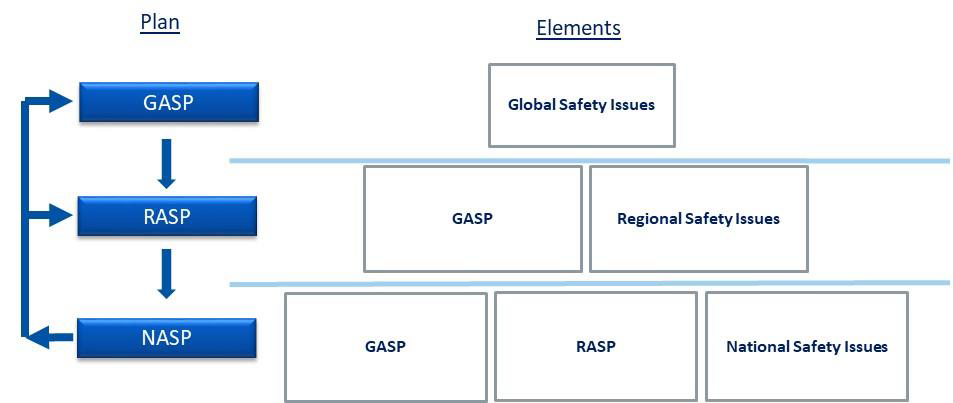 Plan
Elements
GASP
Global Safety Issues
RASP
GASP
Regional Safety Issues
NASP
GASP
RASP
National Safety Issues